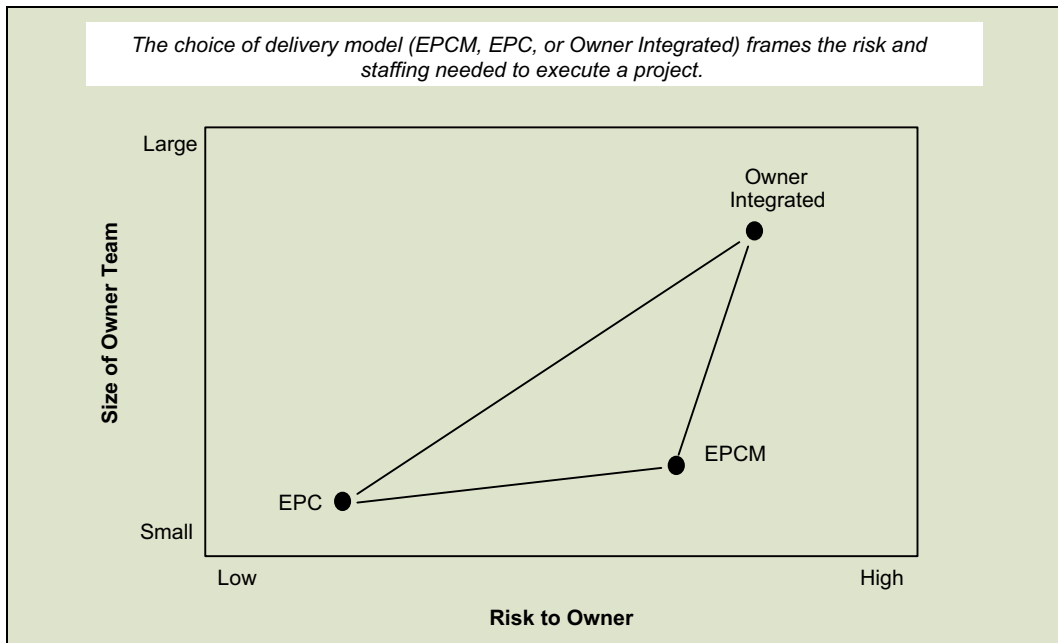 The choice of delivery model (EPCM, EPC, or Owner Integrated) frames the risk and
staffing needed to execute a project.
Large
Owner
Integrated
Size of Owner Team
EPCM
EPC
Small
Low
High
Risk to Owner